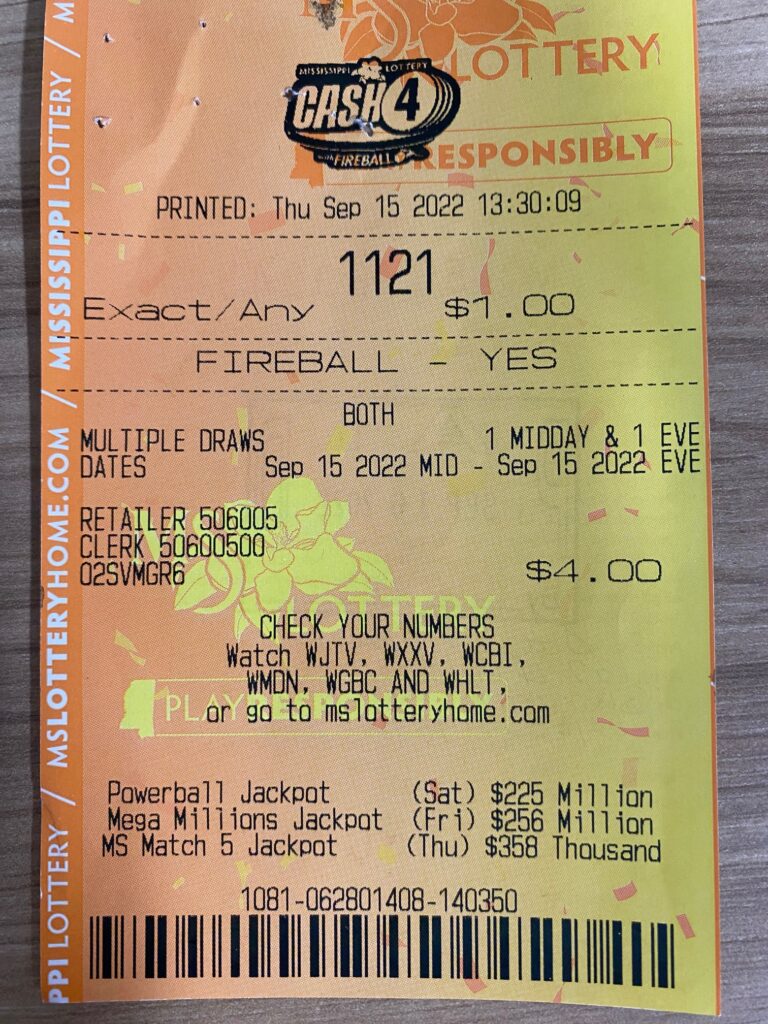 LOTTERY
MISSISSIPPI LOTTERY
CASH 4
FIREBALL
RESPONSIBLY
PRINTED: Thu Sep 15 2022 13:30:09
1121
Exact/Any $1.00
FIREBALL - YES
BOTH
MULTIPLE DRAWS 1 MIDDAY & 1 EVE
DATES Sep 15 2022 MID - Sep 15 2022 EVE
RETAILER 506005
CLERK 50600500
02SVMGR6 $4.00
LOTTERY
CHECK YOUR NUMBERS
Watch WJTV, WXXV, WCBI,
WMDN, WGBC AND WHLT,
PLAY RESPONSIBLY
or go to mslotteryhome.com
Powerball Jackpot (Sat) $225 Million
Mega Millions Jackpot (Fri) $256 Million
MS Match 5 Jackpot (Thu) $358 Thousand
1081-062801408-140350
PPI LOTTERY / MSLOTTERYHOME.COM / MISSISSIPPI LOTTERY / M